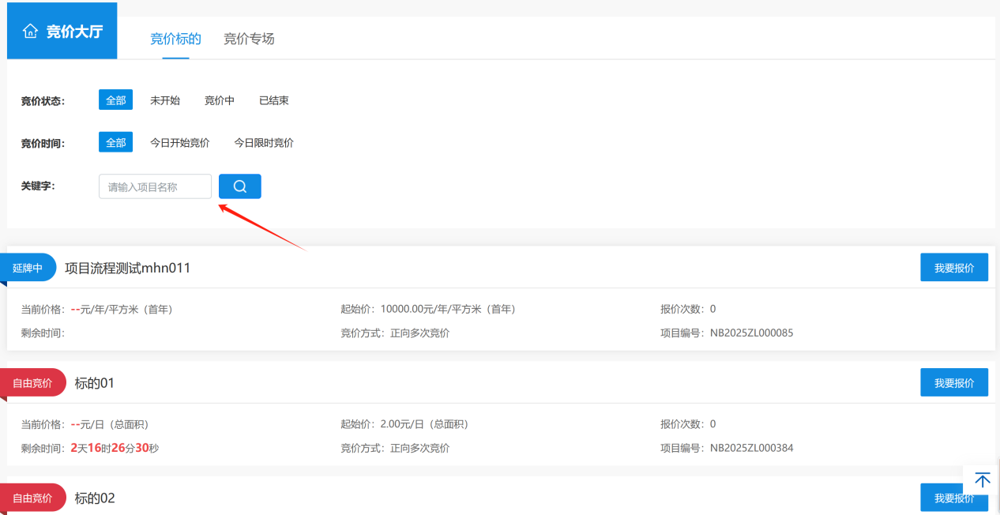 竞价大厅
竞价标的 竞价专场
竞价状态: 全部 未开始 竞价中 已结束
竞价时间: 全部 今日开始竞价 今日限时竞价
关键字: 请输入项目名称
延牌中 项目流程测试mhn011 我要报价
当前价格: --元/年/平方米（首年） 起始价: 10000.00元/年/平方米（首年） 报价次数: 0
剩余时间: 竞价方式: 正向多次竞价 项目编号: NB2025ZL000085
自由竞价 标的01 我要报价
当前价格: --元/日（总面积） 起始价: 2.00元/日（总面积） 报价次数: 0
剩余时间: 2天16时26分30秒 竞价方式: 正向多次竞价 项目编号: NB2025ZL000384
自由竞价 标的02 我要报价